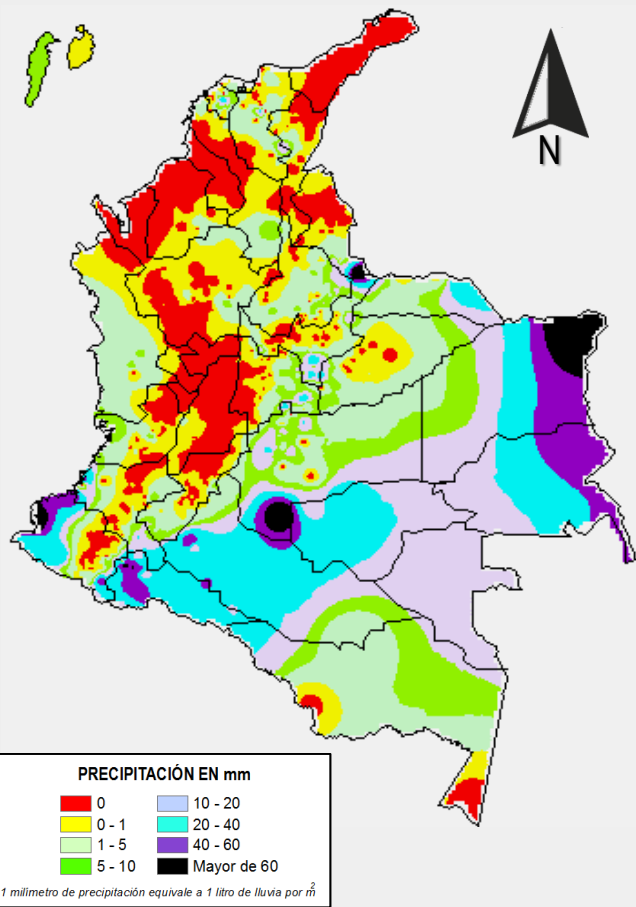 N
PRECIPITACIÓN EN mm
0
10 - 20
0 - 1
20 - 40
1 - 5
40 - 60
5 - 10
Mayor de 60
1 milimetro de precipitación equivale a 1 litro de lluvia por m²